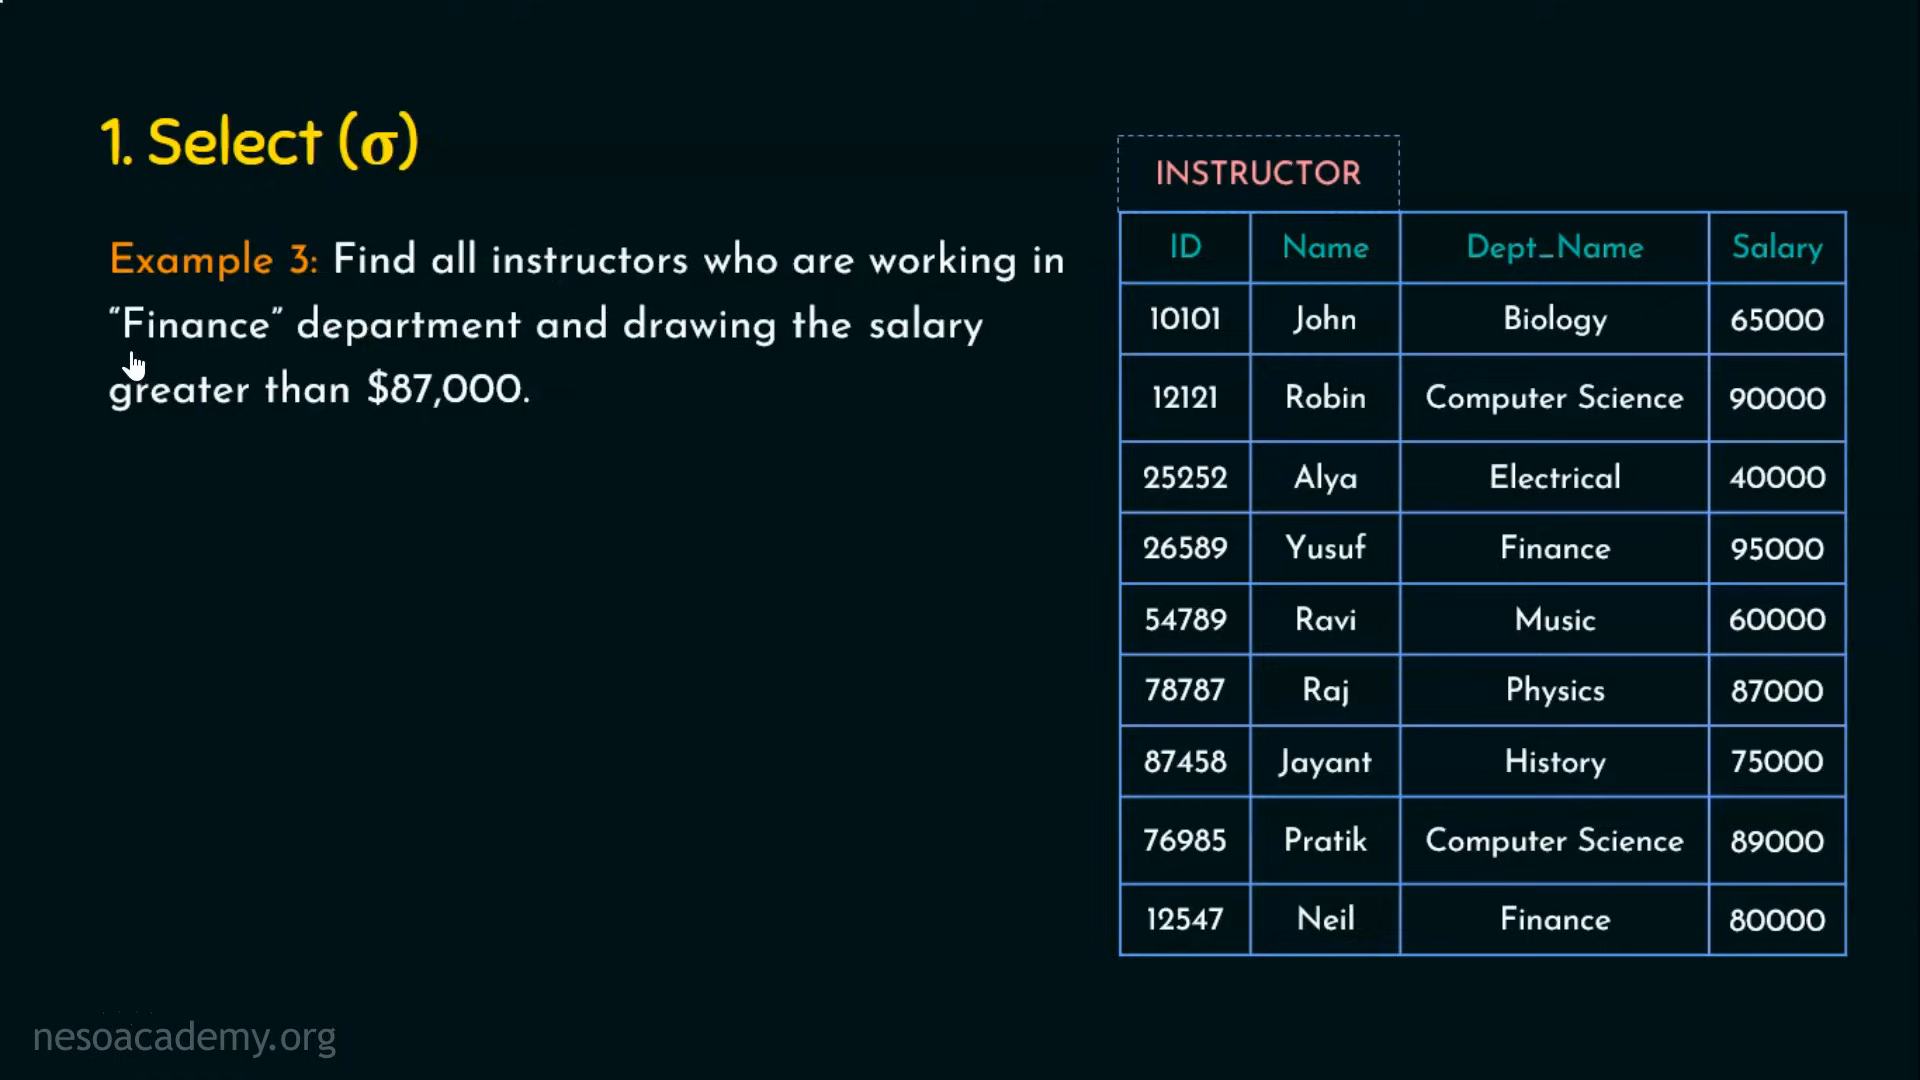 1. Select (σ)
Example 3: Find all instructors who are working in
“Finance” department and drawing the salary
greater than $87,000.
INSTRUCTOR
ID Name Dept_Name Salary
10101 John Biology 65000
12121 Robin Computer Science 90000
25252 Alya Electrical 40000
26589 Yusuf Finance 95000
54789 Ravi Music 60000
78787 Raj Physics 87000
87458 Jayant History 75000
76985 Pratik Computer Science 89000
12547 Neil Finance 80000
nesoacademy.org